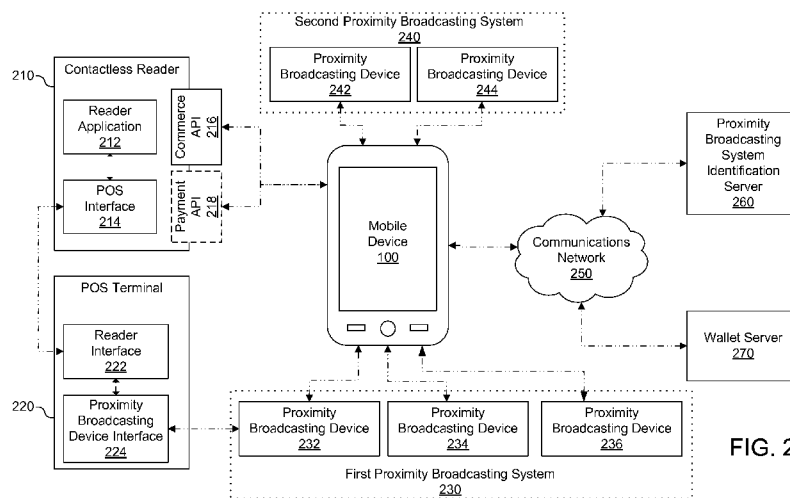 Second Proximity Broadcasting System
240
Proximity
Broadcasting Device
242
Proximity
Broadcasting Device
244
210
Contactless Reader
Reader
Application
212
POS
Interface
214
Commerce
API
216
Payment
API
218
Mobile
Device
100
Communications
Network
250
Proximity
Broadcasting
System
Identification
Server
260
Wallet Server
270
POS Terminal
Reader
Interface
222
220
Proximity
Broadcasting
Device Interface
224
Proximity
Broadcasting Device
232
Proximity
Broadcasting Device
234
Proximity
Broadcasting Device
236
First Proximity Broadcasting System
230
FIG. 2